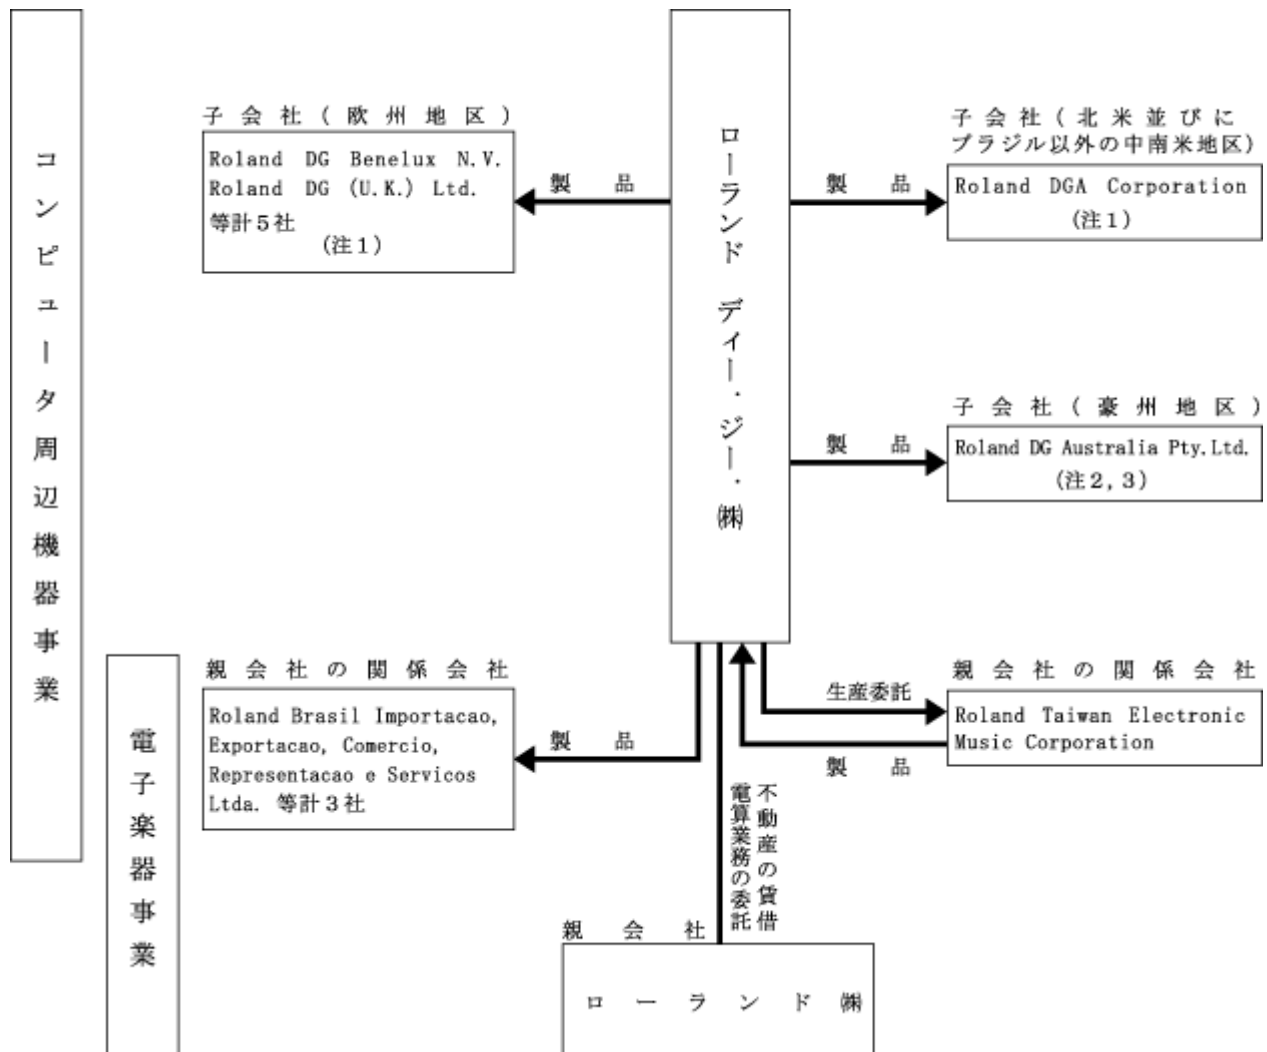 コンピュータ周辺機器事業
電子楽器事業
子会社(欧州地区)
Roland DG Benelux N.V.
Roland DG (U.K.) Ltd.
等計5社
(注1)
製品
ローランド ディー.ジー.㈱
製品
子会社(北米並びに
ブラジル以外の中南米地区)
Roland DGA Corporation
(注1)
製品
子会社(豪州地区)
Roland DG Australia Pty.Ltd.
(注2,3)
親会社の関係会社
Roland Brasil Importacao,
Exportacao, Comercio,
Representacao e Servicos
Ltda. 等計3社
製品
生産委託
製品
親会社の関係会社
Roland Taiwan Electronic
Music Corporation
不動産の賃借
電算業務の委託
親会社
ローランド㈱